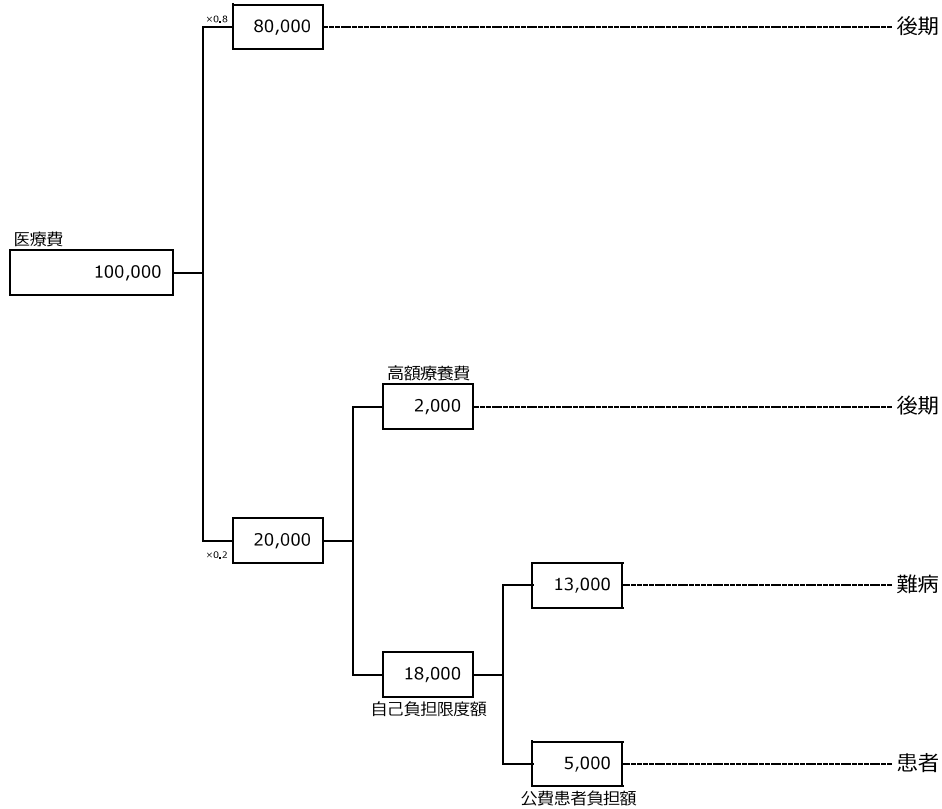 ×0.8
80,000
後期
医療費
100,000
高額療養費
2,000
後期
20,000
×0.2
13,000
難病
18,000
自己負担限度額
5,000
患者
公費患者負担額